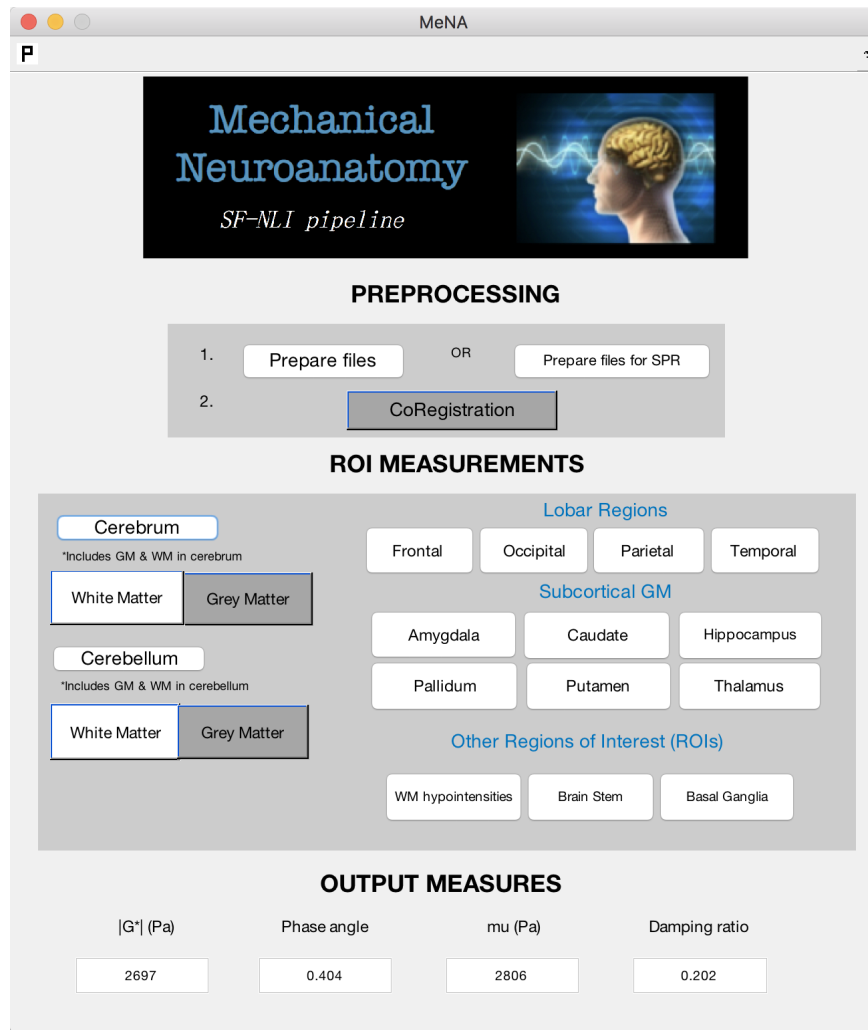 MeNA
P
Mechanical
Neuroanatomy
SF-NLI pipeline
PREPROCESSING
1. Prepare files OR Prepare files for SPR
2. CoRegistration
ROI MEASUREMENTS
Cerebrum
*Includes GM & WM in cerebrum
White Matter Grey Matter
Cerebellum
*Includes GM & WM in cerebellum
White Matter Grey Matter
Lobar Regions
Frontal Occipital Parietal Temporal
Subcortical GM
Amygdala Caudate Hippocampus
Pallidum Putamen Thalamus
Other Regions of Interest (ROIs)
WM hypointensities Brain Stem Basal Ganglia
OUTPUT MEASURES
|G*| (Pa) Phase angle mu (Pa) Damping ratio
2697 0.404 2806 0.202